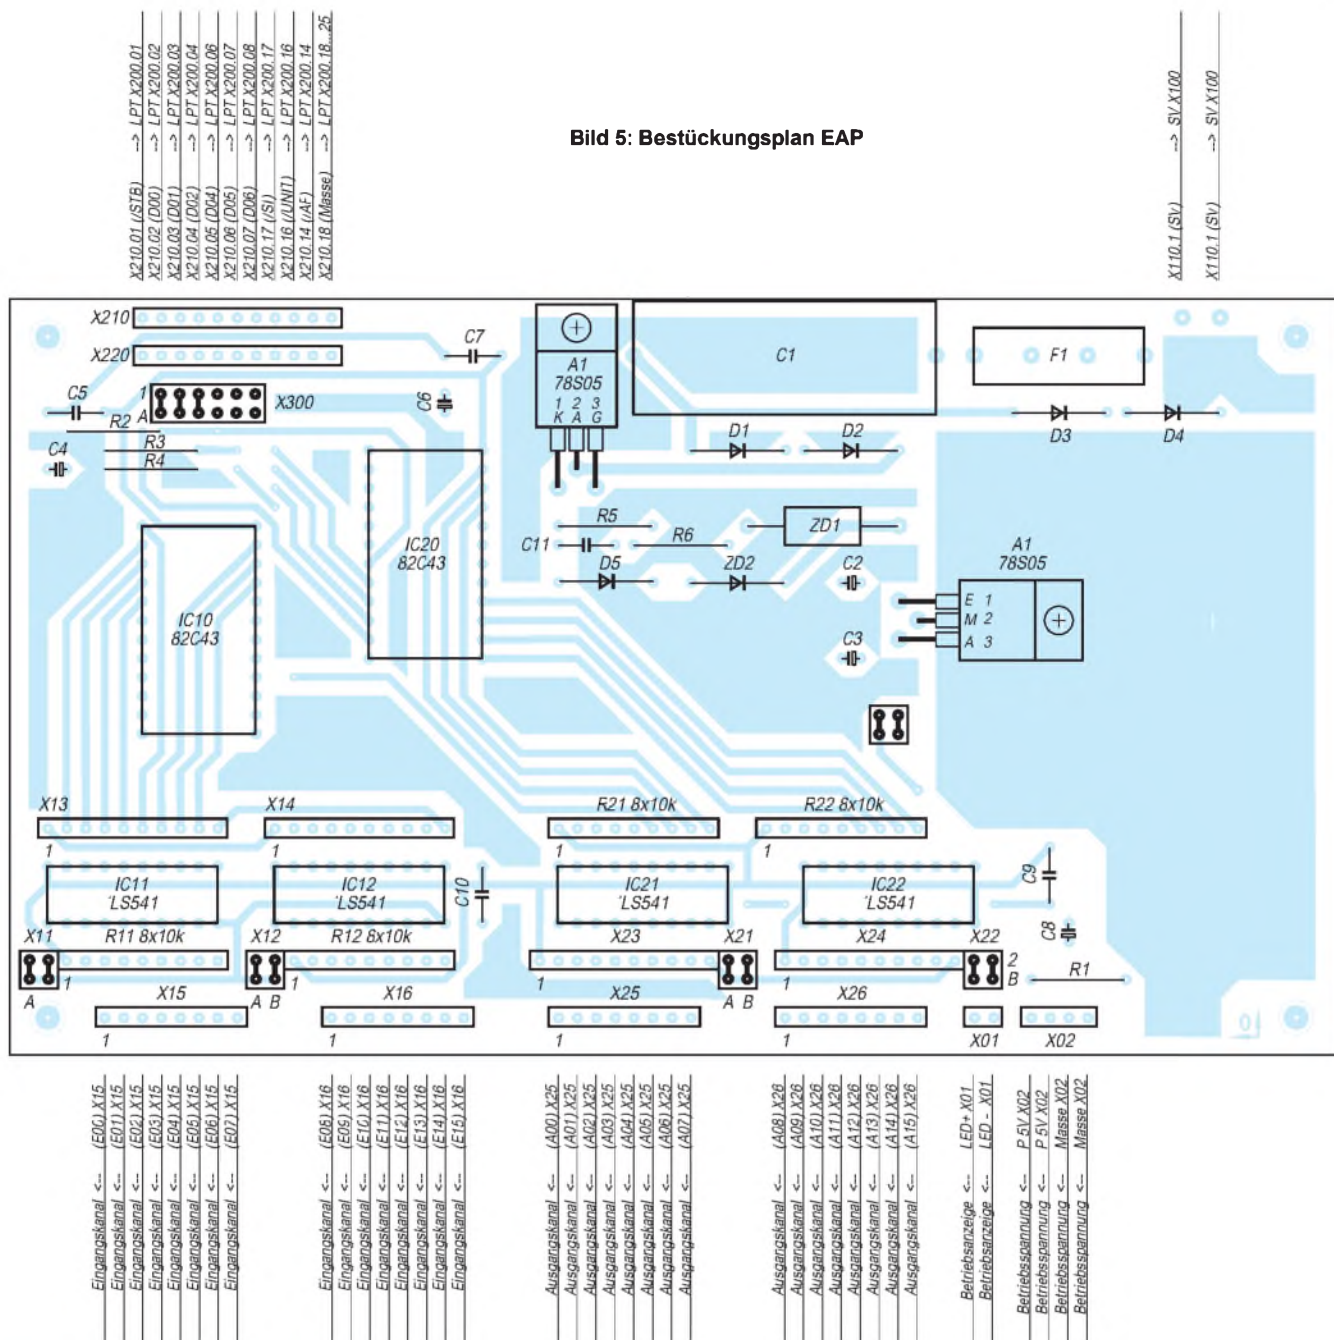 X210.01 (/STB) --> LPT X200.01
X210.02 (D00) --> LPT X200.02
X210.03 (D01) --> LPT X200.03
X210.04 (D02) --> LPT X200.04
X210.05 (D04) --> LPT X200.06
X210.06 (D05) --> LPT X200.07
X210.07 (D06) --> LPT X200.08
X210.17 (/SI) --> LPT X200.17
X210.16 (/UNIT) --> LPT X200.16
X210.14 (/AF) --> LPT X200.14
X210.18 (Masse) --> LPT X200.18...25
Bild 5: Bestückungsplan EAP
X110.1 (SV) --> SV X100
X110.1 (SV) --> SV X100
X210
X220
C7
A1
78S05
1 2 3
K A G
C1
F1
C5
1
A
X300
C6
R2
R3
R4
C4
D1
D2
D3
D4
IC20
82C43
R5
C11
R6
ZD1
D5
ZD2
C2
A1
78S05
E 1
M 2
A 3
IC10
82C43
C3
X13
1
X14
1
R21 8x10k
1
R22 8x10k
1
IC11
'LS541
IC12
'LS541
C10
IC21
'LS541
IC22
'LS541
C9
C8
X11
R11 8x10k
X12
R12 8x10k
X23
X21
X24
X22
A
1
A B
1
1
A B
1
2
B
R1
X15
1
X16
1
X25
1
X26
1
X01
X02
Eingangskanal <-- (E00) X15
Eingangskanal <-- (E01) X15
Eingangskanal <-- (E02) X15
Eingangskanal <-- (E03) X15
Eingangskanal <-- (E04) X15
Eingangskanal <-- (E05) X15
Eingangskanal <-- (E06) X15
Eingangskanal <-- (E07) X15
Eingangskanal <-- (E08) X16
Eingangskanal <-- (E09) X16
Eingangskanal <-- (E10) X16
Eingangskanal <-- (E11) X16
Eingangskanal <-- (E12) X16
Eingangskanal <-- (E13) X16
Eingangskanal <-- (E14) X16
Eingangskanal <-- (E15) X16
Ausgangskanal <-- (A00) X25
Ausgangskanal <-- (A01) X25
Ausgangskanal <-- (A02) X25
Ausgangskanal <-- (A03) X25
Ausgangskanal <-- (A04) X25
Ausgangskanal <-- (A05) X25
Ausgangskanal <-- (A06) X25
Ausgangskanal <-- (A07) X25
Ausgangskanal <-- (A08) X26
Ausgangskanal <-- (A09) X26
Ausgangskanal <-- (A10) X26
Ausgangskanal <-- (A11) X26
Ausgangskanal <-- (A12) X26
Ausgangskanal <-- (A13) X26
Ausgangskanal <-- (A14) X26
Ausgangskanal <-- (A15) X26
Betriebsanzeige <-- LED+ X01
Betriebsanzeige <-- LED - X01
Betriebsspannung <-- P 5V X02
Betriebsspannung <-- P 5V X02
Betriebsspannung <-- Masse X02
Betriebsspannung <-- Masse X02